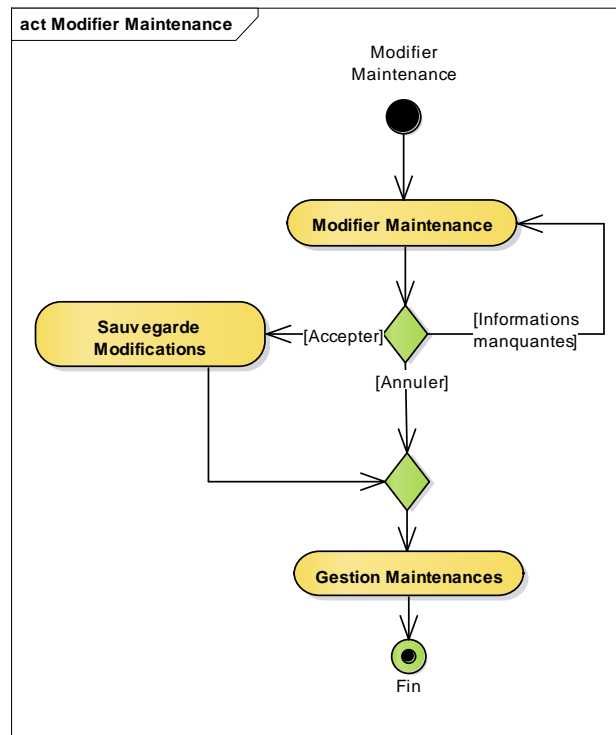 act Modifier Maintenance
Modifier
Maintenance
Modifier Maintenance
[Informations
manquantes]
[Accepter]
Sauvegarde
Modifications
[Annuler]
Gestion Maintenances
Fin